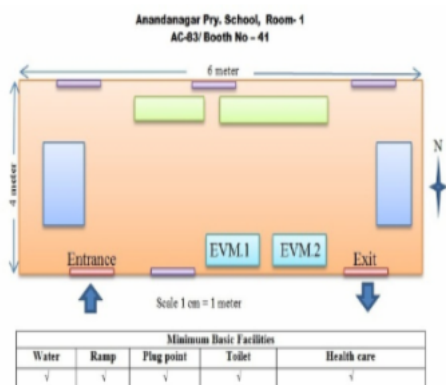 Anandanagar Pry. School, Room- 1
AC-83/ Booth No – 41
6 meter
4 meter
N
EVM.1 EVM.2
Entrance Exit
Scale 1 cm = 1 meter
Minimum Basic Facilities
Water Ramp Plug point Toilet Health care
√ √ √ √ √